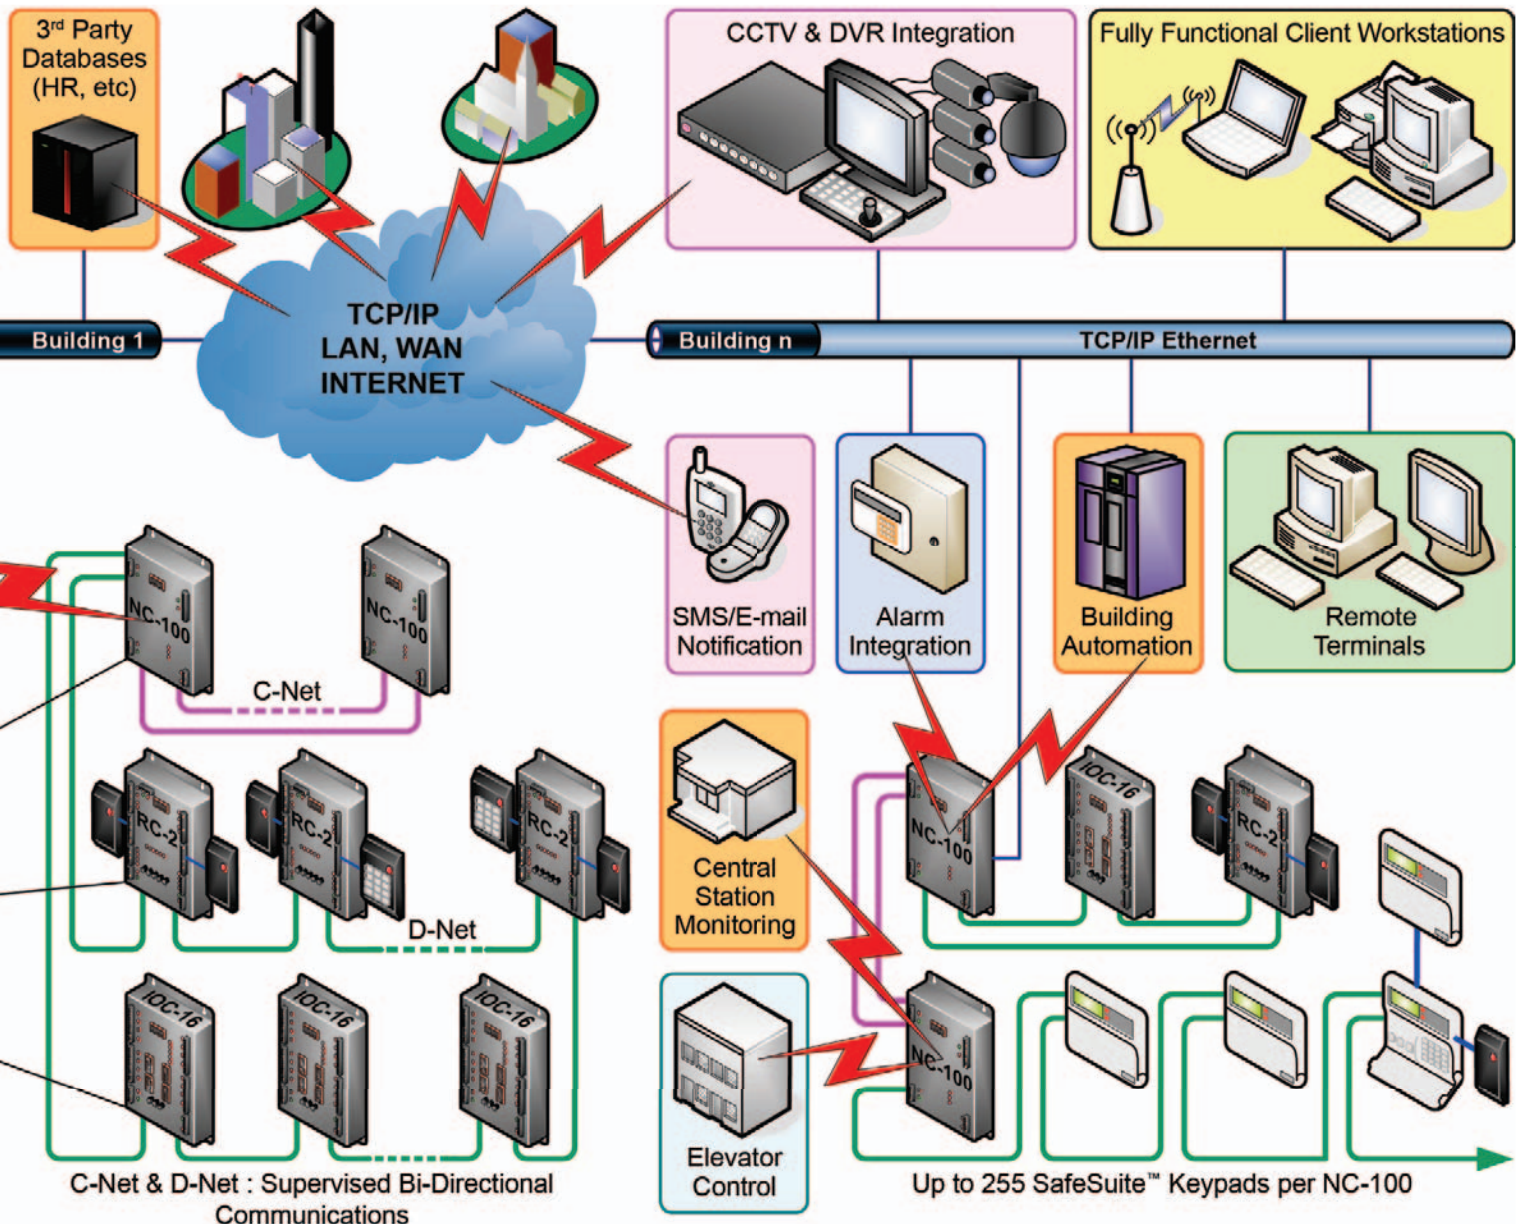 3rd Party
Databases
(HR, etc)
CCTV & DVR Integration
Fully Functional Client Workstations
TCP/IP
LAN, WAN
INTERNET
Building 1
Building n
TCP/IP Ethernet
SMS/E-mail
Notification
Alarm
Integration
Building
Automation
Remote
Terminals
NC-100
NC-100
C-Net
RC-2
RC-2
RC-2
D-Net
IOC-16
IOC-16
IOC-16
C-Net & D-Net : Supervised Bi-Directional
Communications
Central
Station
Monitoring
Elevator
Control
NC-100
IOC-16
RC-2
NC-100
Up to 255 SafeSuite™ Keypads per NC-100